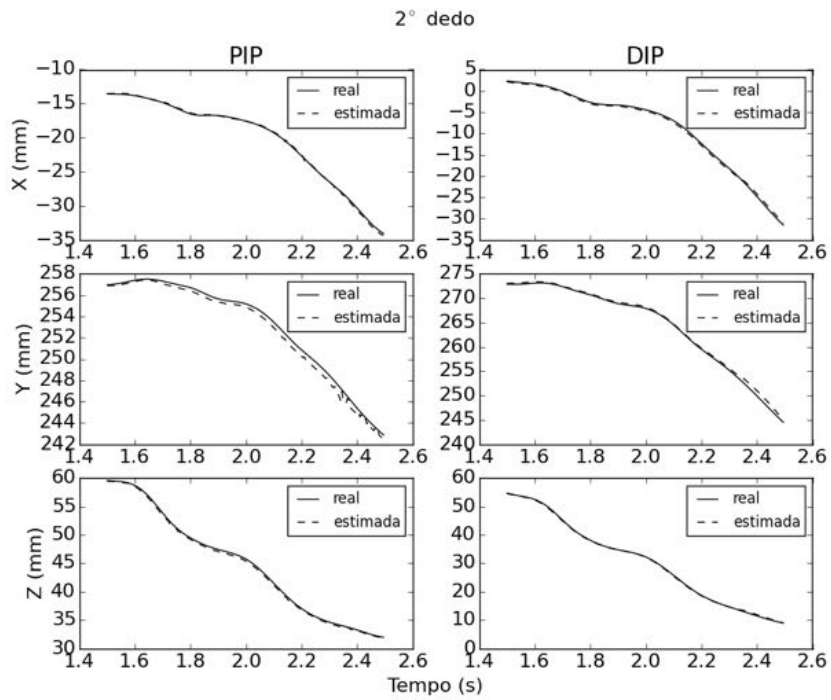 2° dedo
PIP
DIP
X (mm)
−10
−15
−20
−25
−30
−35
real
estimada
1.4 1.6 1.8 2.0 2.2 2.4 2.6
5
0
−5
−10
−15
−20
−25
−30
−35
real
estimada
1.4 1.6 1.8 2.0 2.2 2.4 2.6
Y (mm)
258
256
254
252
250
248
246
244
242
real
estimada
1.4 1.6 1.8 2.0 2.2 2.4 2.6
275
270
265
260
255
250
245
240
real
estimada
1.4 1.6 1.8 2.0 2.2 2.4 2.6
Z (mm)
60
55
50
45
40
35
30
real
estimada
1.4 1.6 1.8 2.0 2.2 2.4 2.6
60
50
40
30
20
10
0
real
estimada
1.4 1.6 1.8 2.0 2.2 2.4 2.6
Tempo (s)